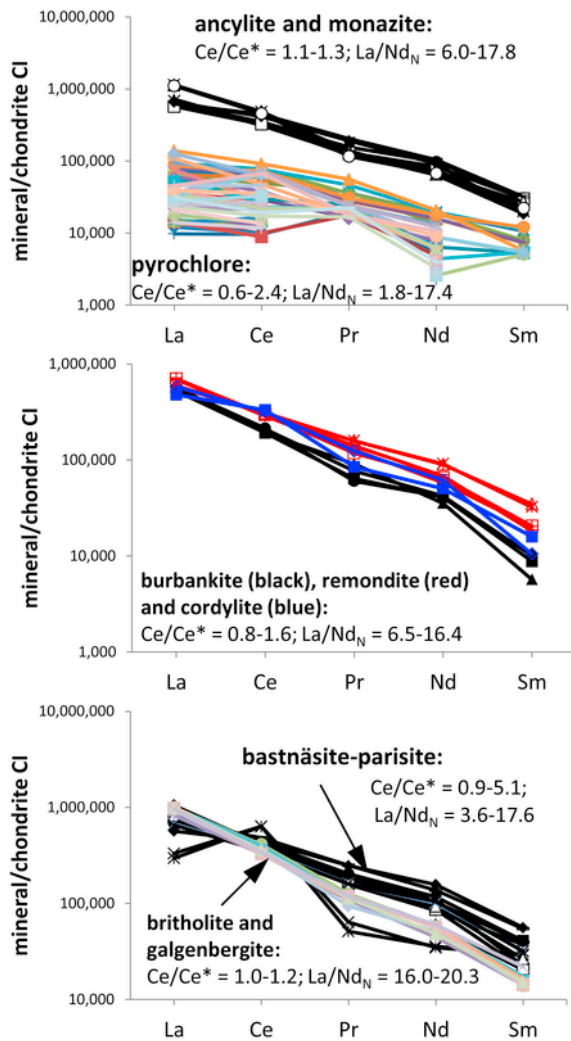 10,000,000
ancylite and monazite:
Ce/Ce* = 1.1-1.3; La/Nd_N = 6.0-17.8
1,000,000
100,000
10,000
1,000
mineral/chondrite CI
pyrochlore:
Ce/Ce* = 0.6-2.4; La/Nd_N = 1.8-17.4
La Ce Pr Nd Sm
1,000,000
100,000
10,000
1,000
mineral/chondrite CI
burbankite (black), remondite (red)
and cordylite (blue):
Ce/Ce* = 0.8-1.6; La/Nd_N = 6.5-16.4
La Ce Pr Nd Sm
10,000,000
1,000,000
100,000
10,000
mineral/chondrite CI
bastnäsite-parisite:
Ce/Ce* = 0.9-5.1;
La/Nd_N = 3.6-17.6
britholite and
galgenbergite:
Ce/Ce* = 1.0-1.2; La/Nd_N = 16.0-20.3
La Ce Pr Nd Sm